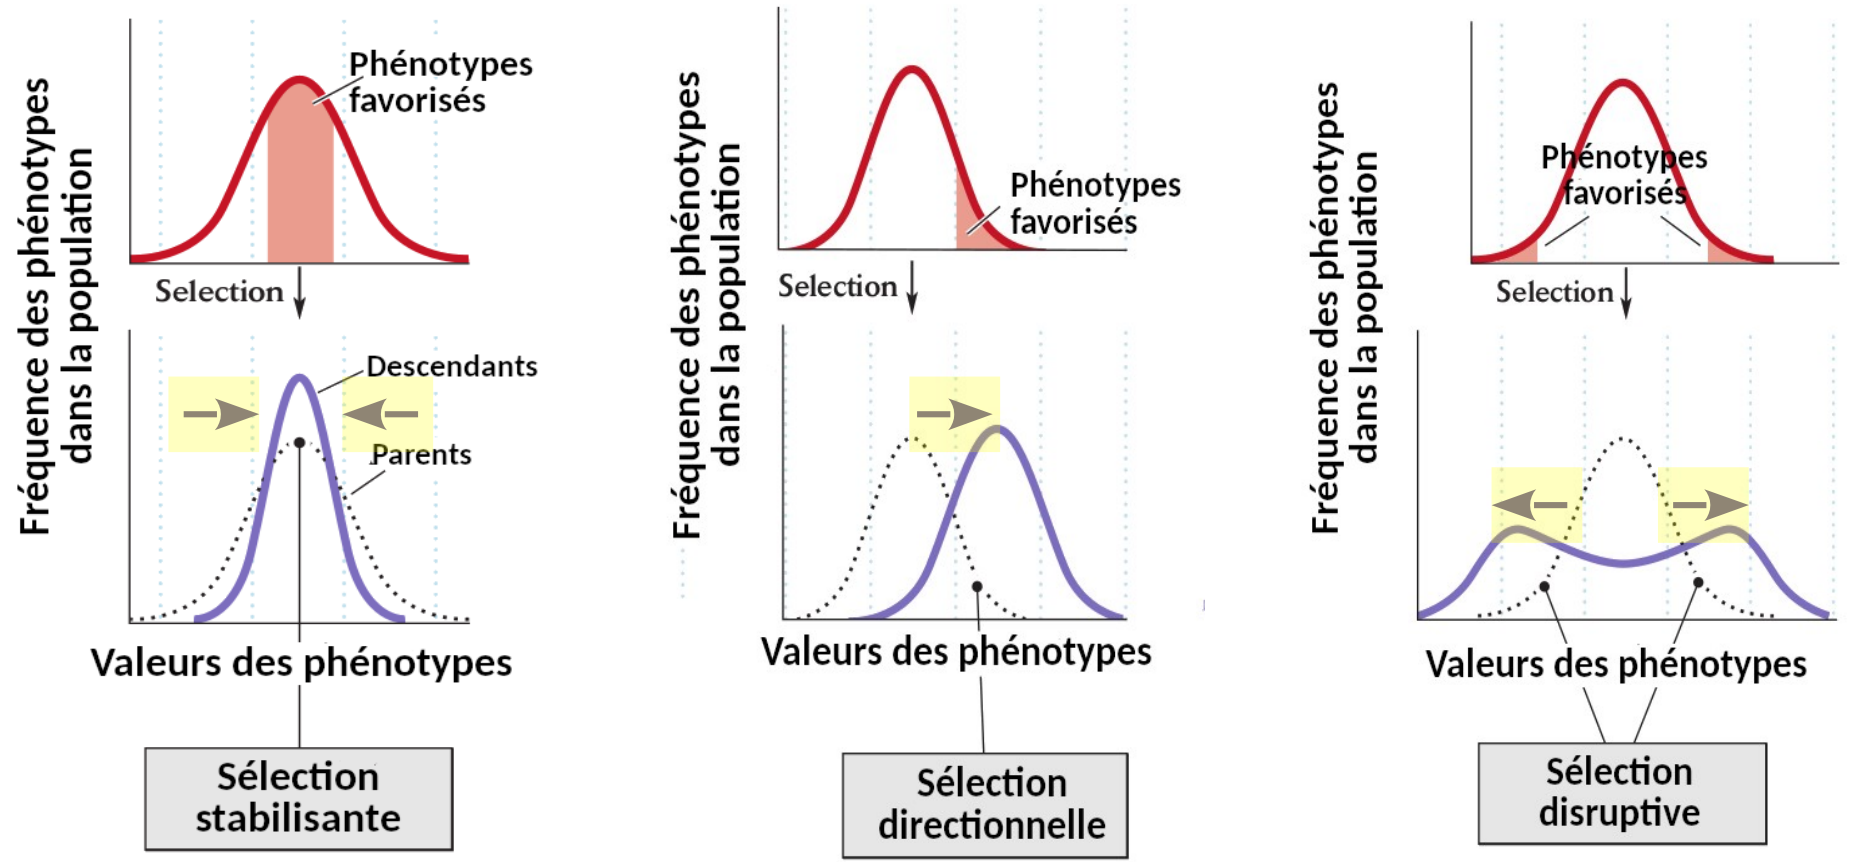 Fréquence des phénotypes
dans la population
Phénotypes
favorisés
Selection
Descendants
Parents
Valeurs des phénotypes
Sélection
stabilisante
Fréquence des phénotypes
dans la population
Phénotypes
favorisés
Selection
Valeurs des phénotypes
Sélection
directionnelle
Fréquence des phénotypes
dans la population
Phénotypes
favorisés
Selection
Valeurs des phénotypes
Sélection
disruptive